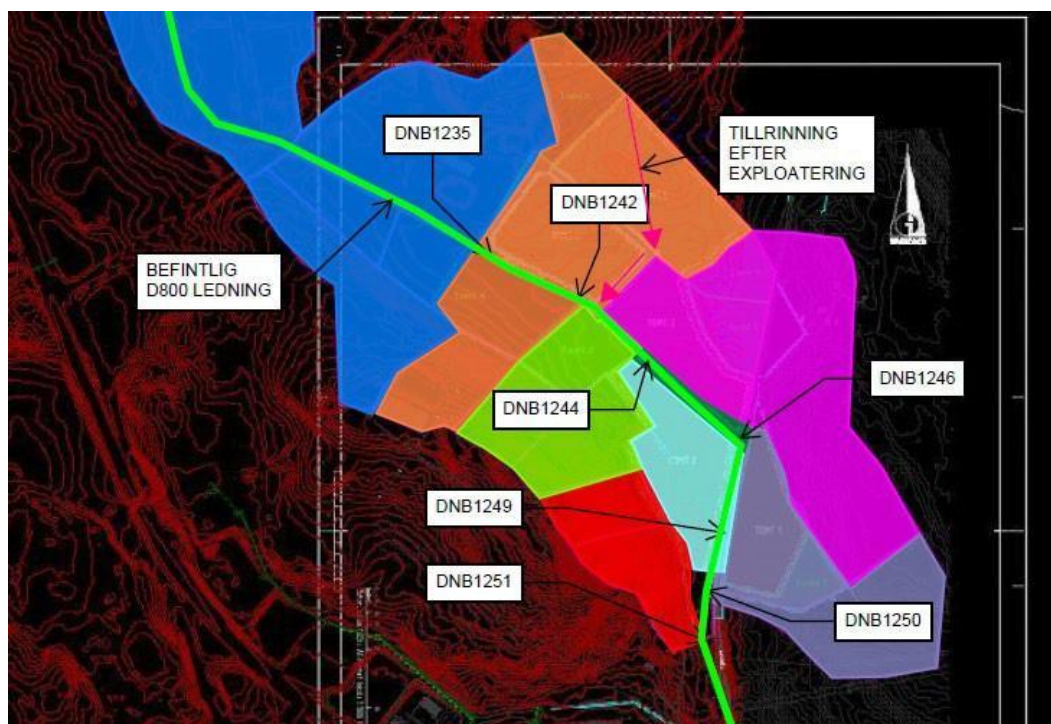 DNB1235
TILLRINNING
EFTER
EXPLOATERING
DNB1242
BEFINTLIG
D800 LEDNING
DNB1246
DNB1244
DNB1249
DNB1251
DNB1250